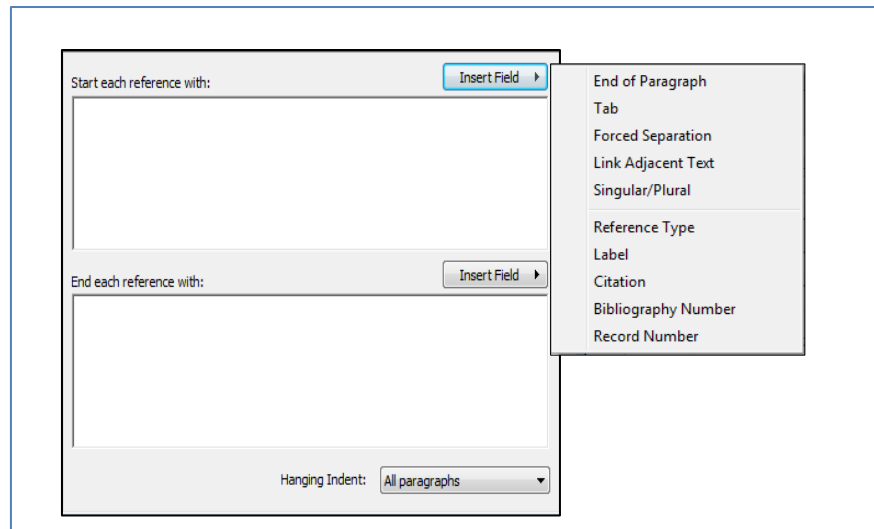 Start each reference with:
Insert Field
End of Paragraph
Tab
Forced Separation
Link Adjacent Text
Singular/Plural
Reference Type
Label
Citation
Bibliography Number
Record Number
End each reference with:
Insert Field
Hanging Indent:
All paragraphs